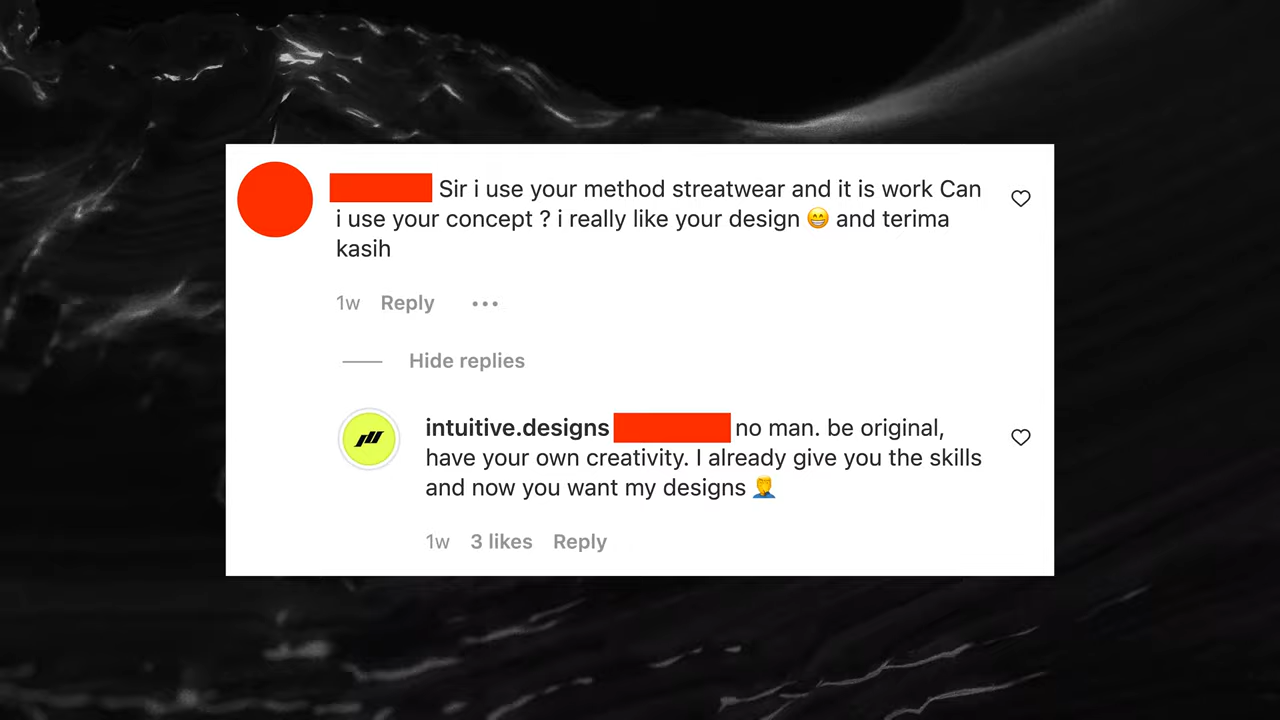 Sir i use your method streatwear and it is work Can
i use your concept ? i really like your design 😁 and terima
kasih
1w Reply •••
Hide replies
intuitive.designs no man. be original,
have your own creativity. I already give you the skills
and now you want my designs 🤦‍♂️
1w 3 likes Reply